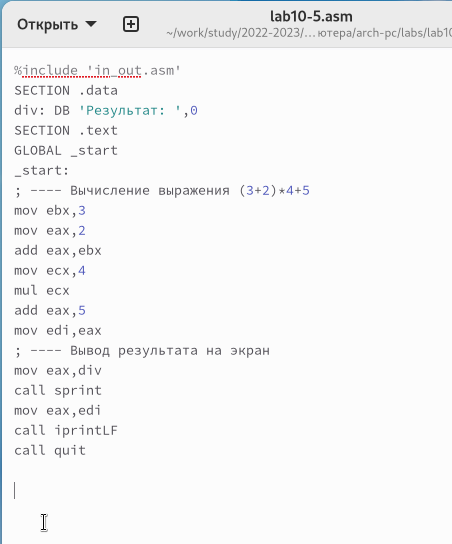 Открыть
lab10-5.asm
~/work/study/2022-2023/…ютера/arch-pc/labs/lab10
%include 'in_out.asm'
SECTION .data
div: DB 'Результат: ',0
SECTION .text
GLOBAL _start
_start:
; ---- Вычисление выражения (3+2)*4+5
mov ebx,3
mov eax,2
add eax,ebx
mov ecx,4
mul ecx
add eax,5
mov edi,eax
; ---- Вывод результата на экран
mov eax,div
call sprint
mov eax,edi
call iprintLF
call quit